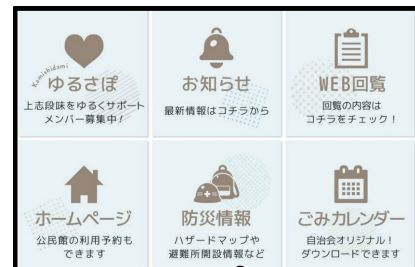 Kamishidami
ゆるさぽ
上志段味をゆるくサポート
メンバー募集中！
お知らせ
最新情報はコチラから
WEB回覧
回覧の内容は
コチラをチェック！
ホームページ
公民館の利用予約も
できます
防災情報
ハザードマップや
避難所開設情報など
ごみカレンダー
自治会オリジナル！
ダウンロードできます